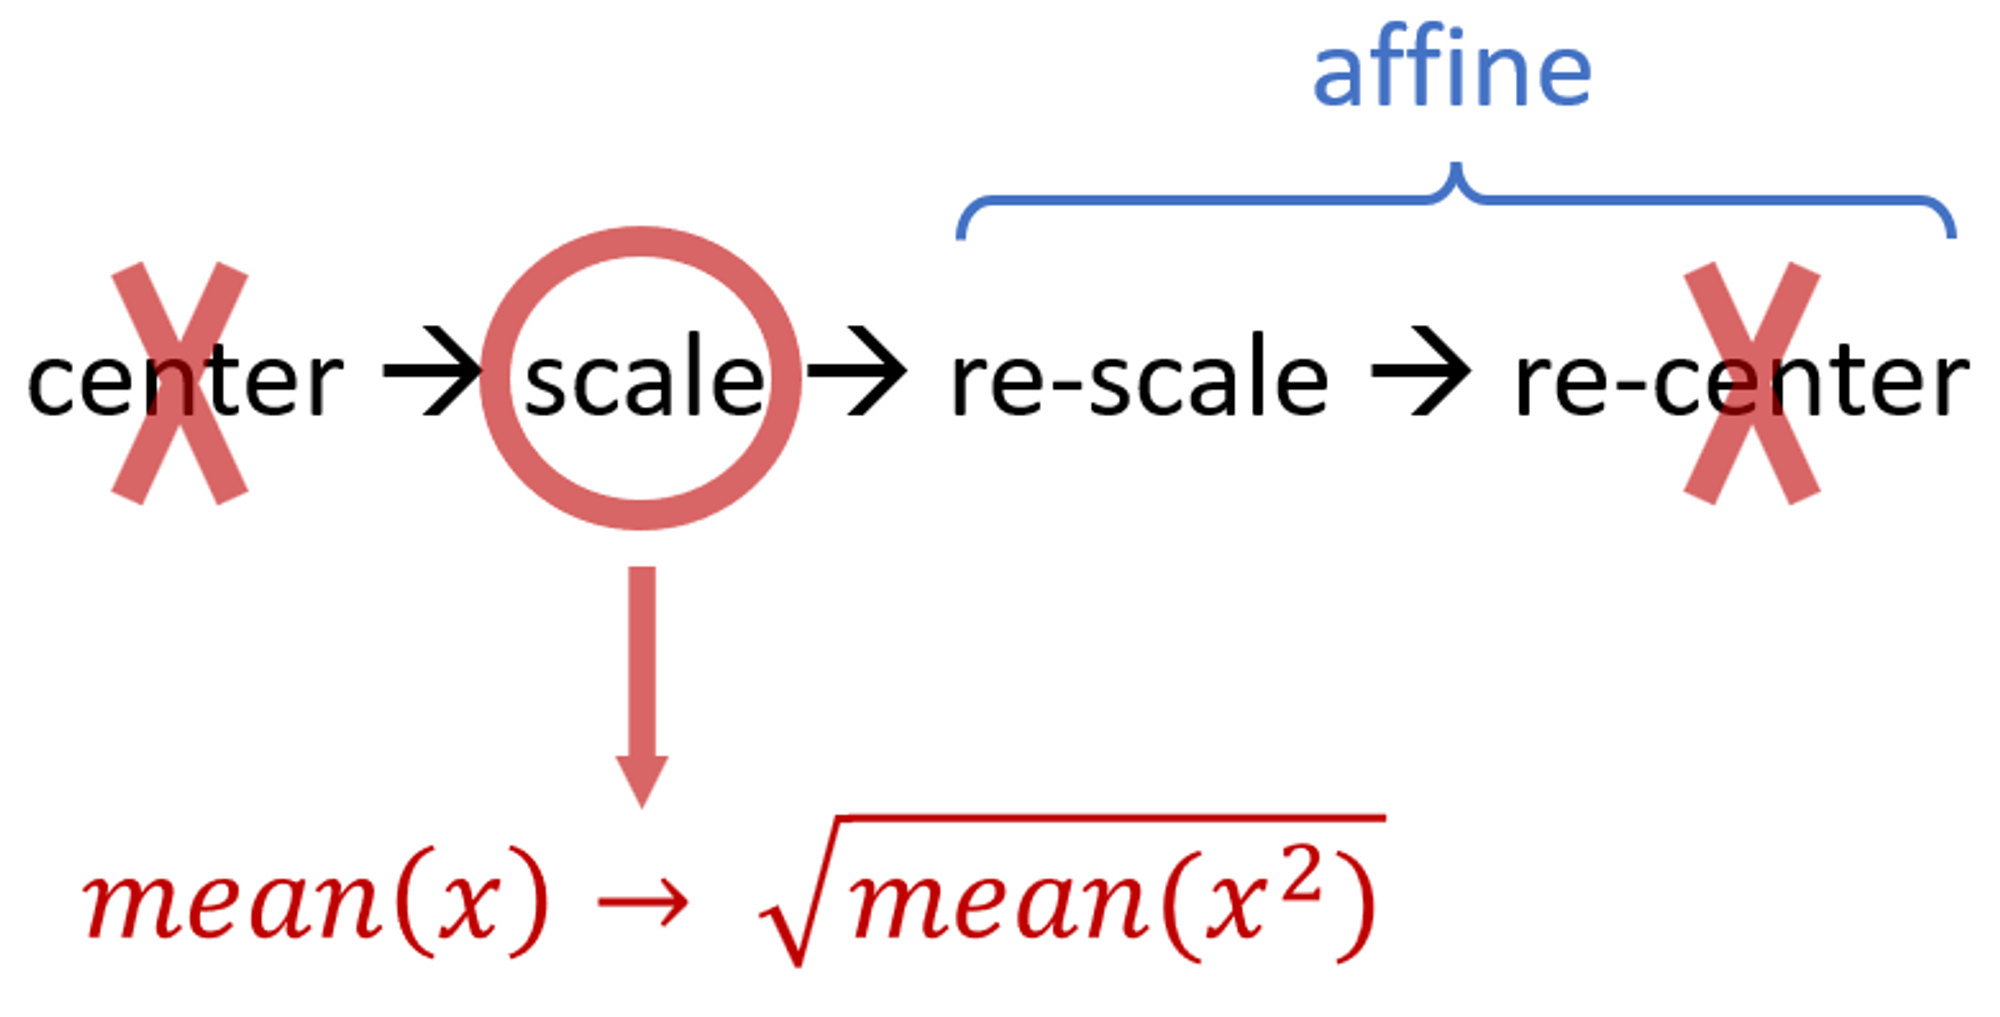 affine
center → scale → re-scale → re-center
mean(x) → √mean(x²)